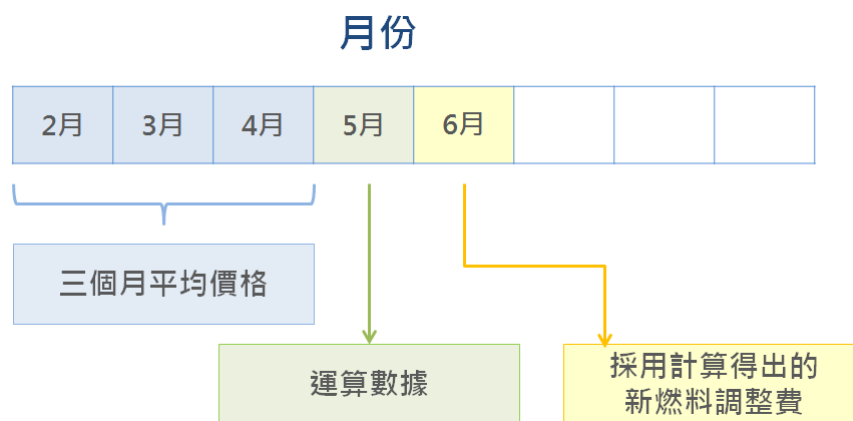 月份
2月 3月 4月 5月 6月
三個月平均價格
運算數據
採用計算得出的
新燃料調整費